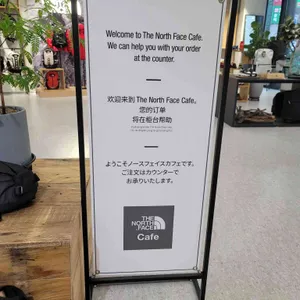 Welcome to The North Face Cafe.
We can help you with your order
at the counter.
欢迎来到 The North Face Cafe。
您的订单
将在柜台帮助
ようこそノースフェイスカフェです。
ご注文はカウンターで
お承りいたします。
THE
NORTH
FACE
Cafe